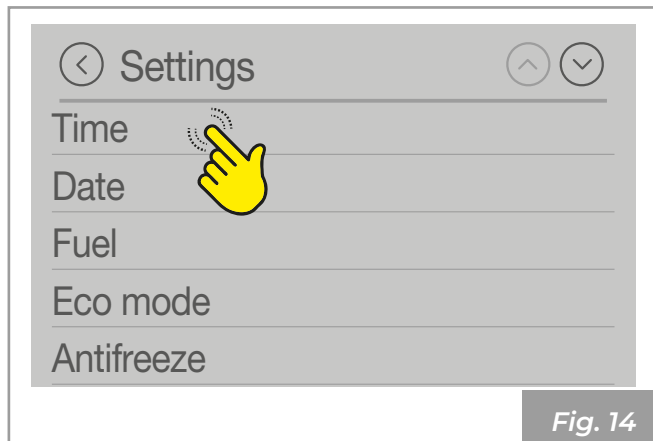 Settings
Time
Date
Fuel
Eco mode
Antifreeze
Fig. 14